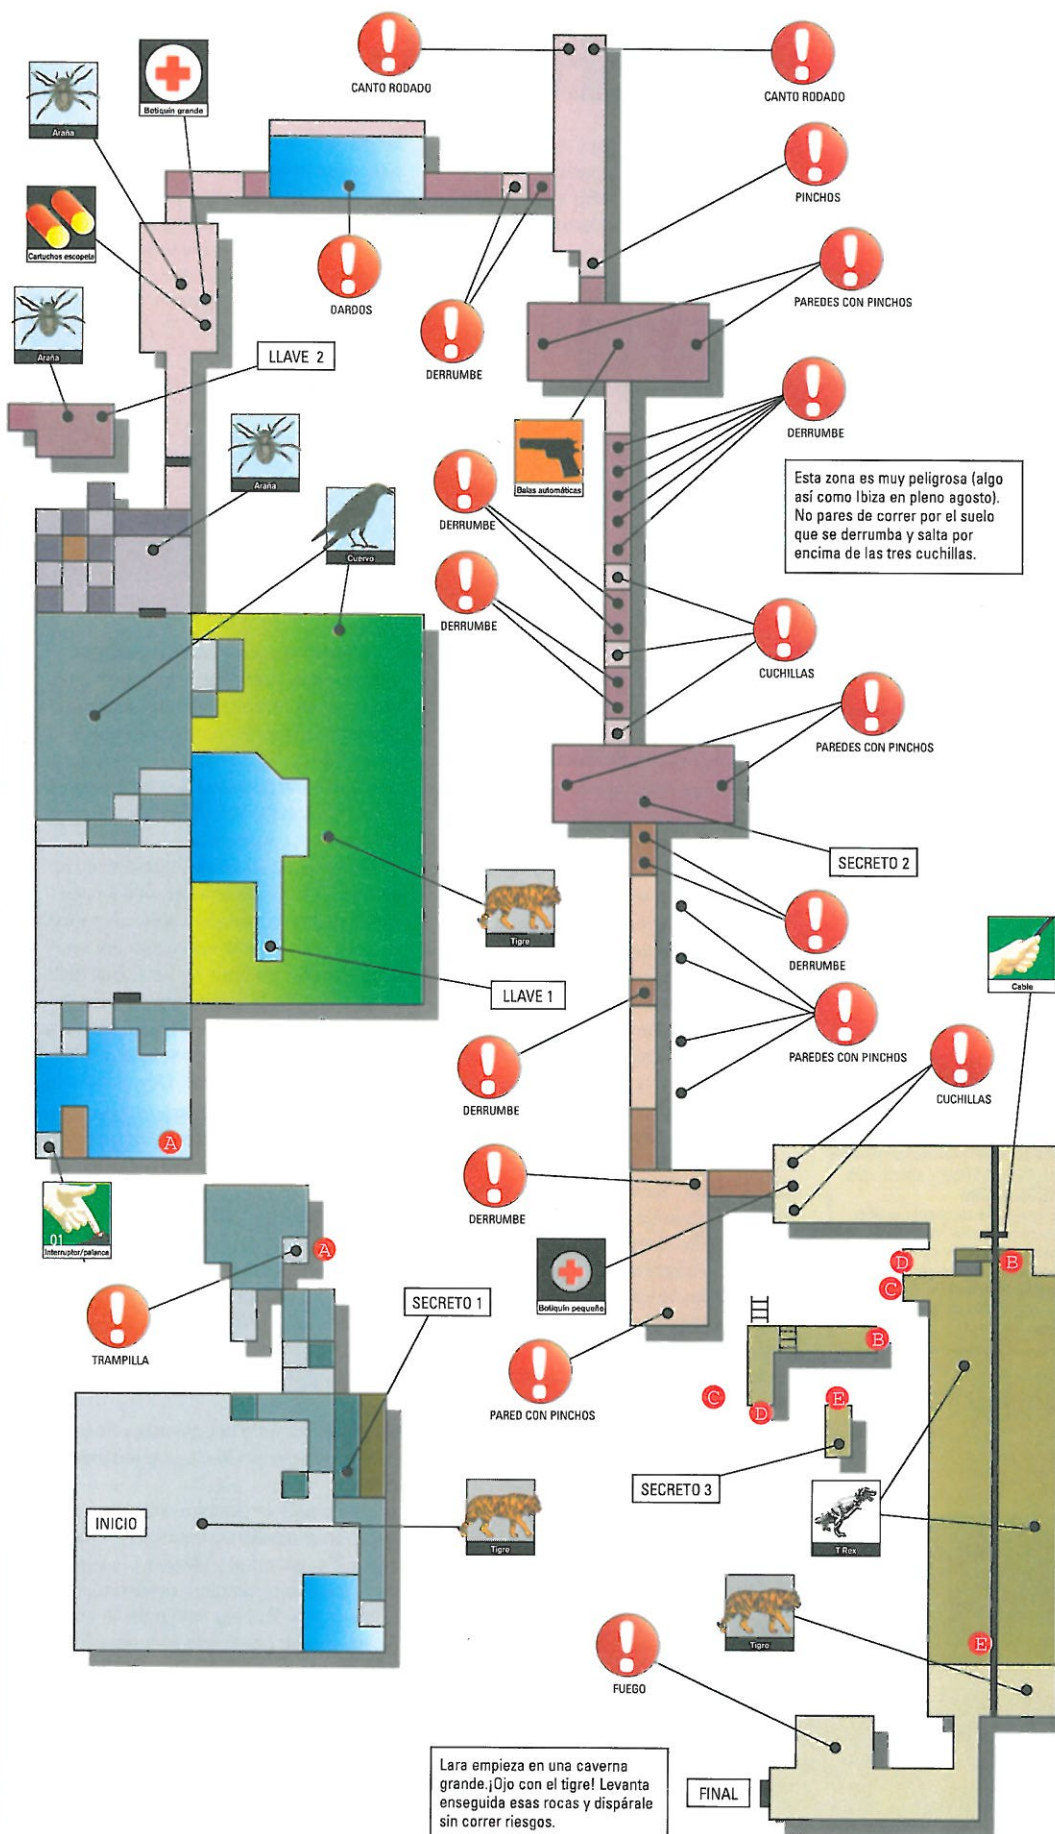 CANTO RODADO
CANTO RODADO
Araña
Botiquín grande
PINCHOS
Cartuchos escopeta
DARDOS
PAREDES CON PINCHOS
Araña
DERRUMBE
LLAVE 2
DERRUMBE
Araña
Balas automáticas
Esta zona es muy peligrosa (algo
así como Ibiza en pleno agosto).
No pares de correr por el suelo
que se derrumba y salta por
encima de las tres cuchillas.
DERRUMBE
Cuervo
DERRUMBE
CUCHILLAS
PAREDES CON PINCHOS
SECRETO 2
Tigre
DERRUMBE
Cable
LLAVE 1
PAREDES CON PINCHOS
DERRUMBE
CUCHILLAS
A
DERRUMBE
01
Interruptor/palanca
A
D
B
C
TRAMPILLA
SECRETO 1
Botiquín pequeño
B
PARED CON PINCHOS
C
D
E
SECRETO 3
INICIO
Tigre
T Rex
Tigre
E
FUEGO
Lara empieza en una caverna
grande.¡Ojo con el tigre! Levanta
enseguida esas rocas y dispárale
sin correr riesgos.
FINAL